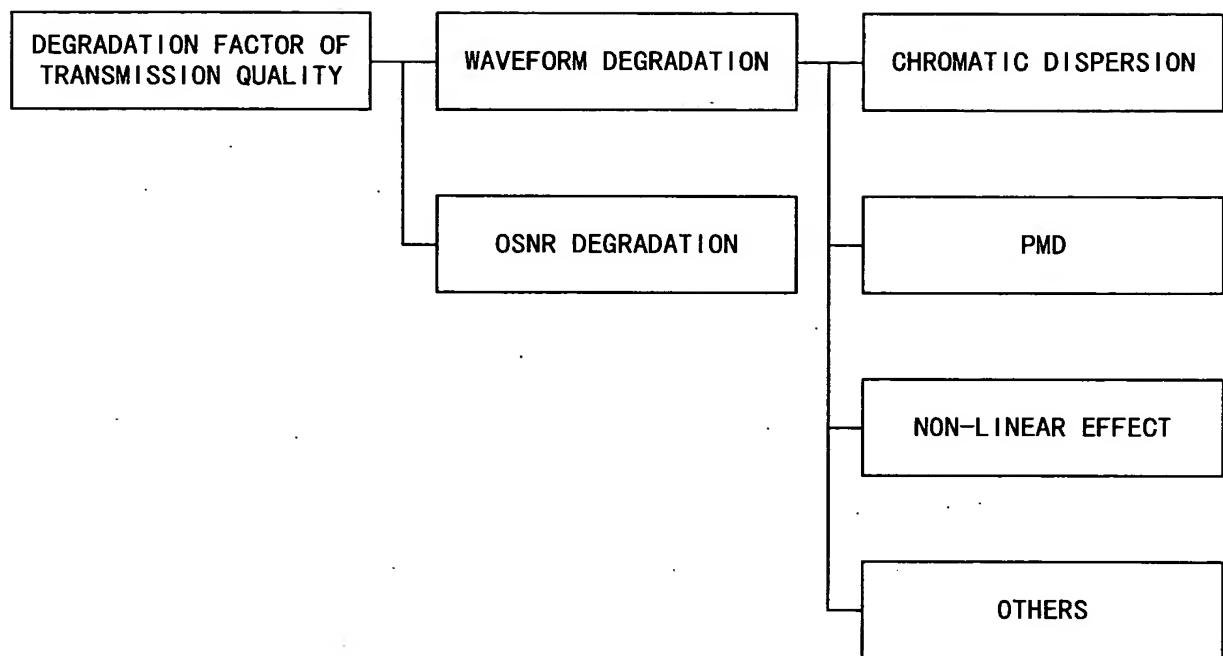 DEGRADATION FACTOR OF
TRANSMISSION QUALITY
WAVEFORM DEGRADATION
CHROMATIC DISPERSION
OSNR DEGRADATION
PMD
NON-LINEAR EFFECT
OTHERS